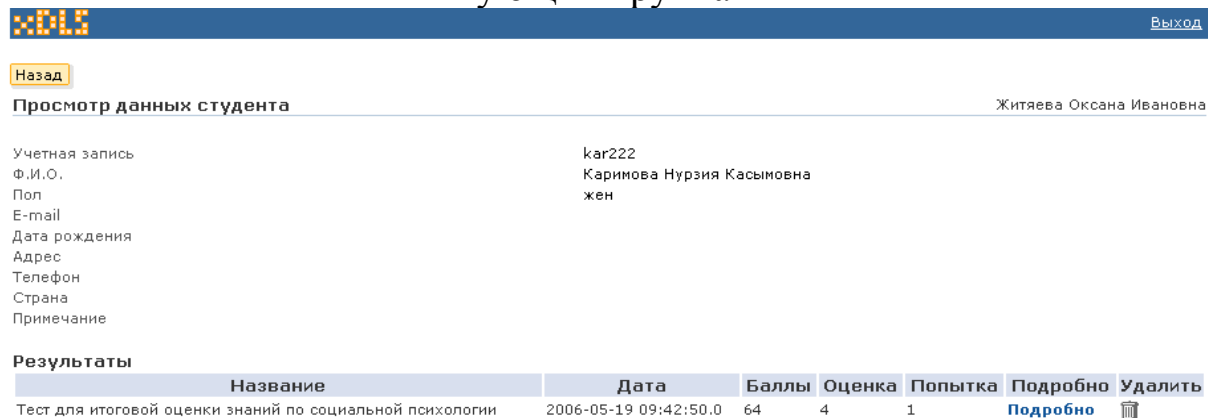 xDLS Выход
Назад
Просмотр данных студента Житяева Оксана Ивановна
Учетная запись kar222
Ф.И.О. Каримова Нурзия Касымовна
Пол жен
E-mail
Дата рождения
Адрес
Телефон
Страна
Примечание
Результаты
Название Дата Баллы Оценка Попытка Подробно Удалить
Тест для итоговой оценки знаний по социальной психологии 2006-05-19 09:42:50.0 64 4 1 Подробно